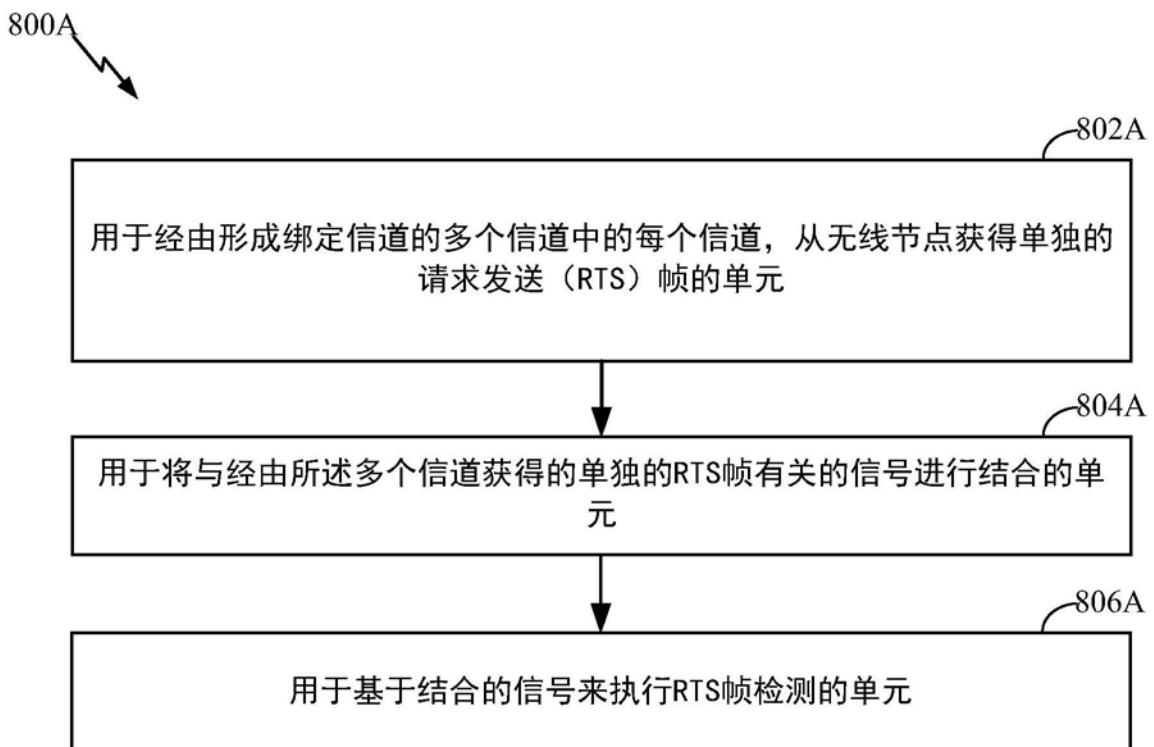 800A
802A
用于经由形成绑定信道的多个信道中的每个信道，从无线节点获得单独的
请求发送（RTS）帧的单元
804A
用于将与经由所述多个信道获得的单独的RTS帧有关的信号进行结合的单
元
806A
用于基于结合的信号来执行RTS帧检测的单元